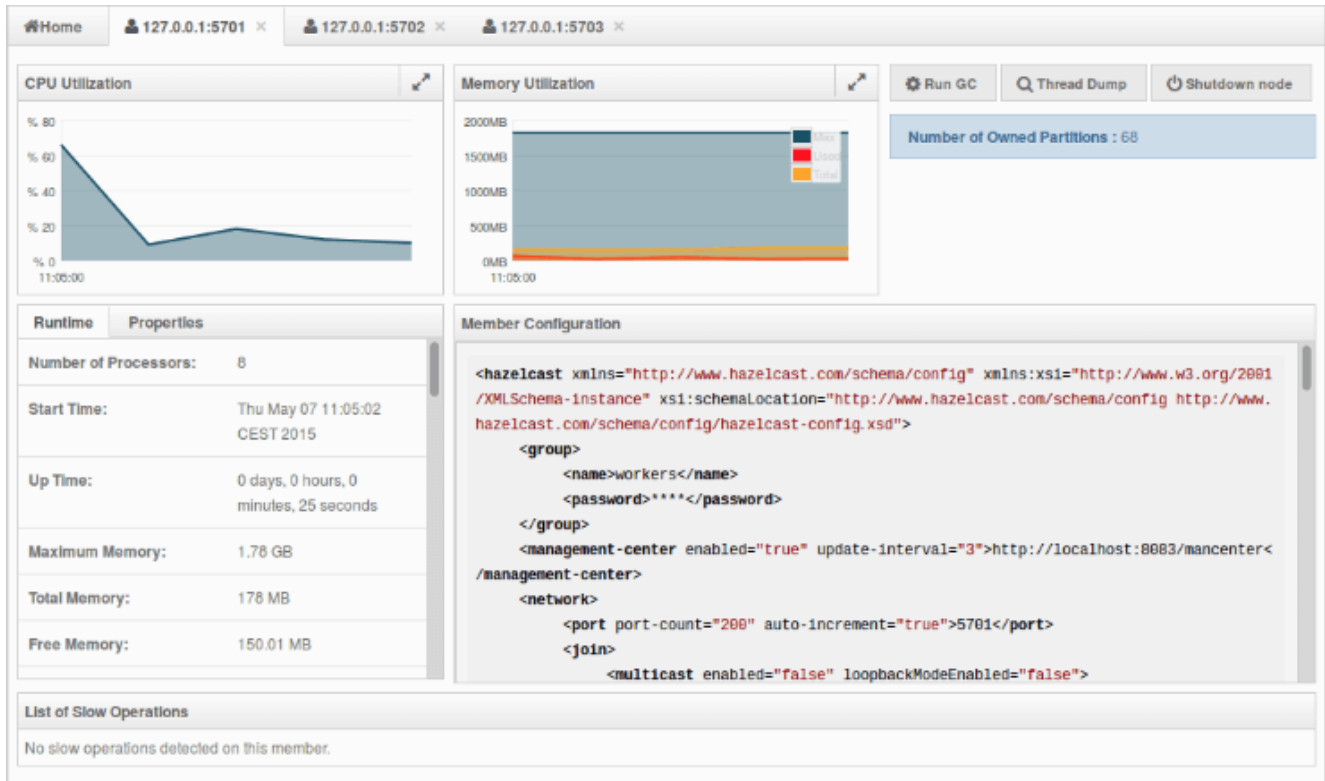 Home
127.0.0.1:5701 ×
127.0.0.1:5702 ×
127.0.0.1:5703 ×
CPU Utilization
% 80
% 60
% 40
% 20
% 0
11:05:00
Memory Utilization
2000MB
1500MB
1000MB
500MB
0MB
11:05:00
Max
Used
Total
Run GC
Thread Dump
Shutdown node
Number of Owned Partitions : 68
Runtime
Properties
Number of Processors: 8
Start Time: Thu May 07 11:05:02
CEST 2015
Up Time: 0 days, 0 hours, 0
minutes, 25 seconds
Maximum Memory: 1.78 GB
Total Memory: 178 MB
Free Memory: 150.01 MB
Member Configuration
<hazelcast xmlns="http://www.hazelcast.com/schema/config" xmlns:xsi="http://www.w3.org/2001
/XMLSchema-instance" xsi:schemaLocation="http://www.hazelcast.com/schema/config http://www.
hazelcast.com/schema/config/hazelcast-config.xsd">
<group>
<name>workers</name>
<password>****</password>
</group>
<management-center enabled="true" update-interval="3">http://localhost:8083/mancenter<
/management-center>
<network>
<port port-count="200" auto-increment="true">5701</port>
<join>
<multicast enabled="false" loopbackModeEnabled="false">
List of Slow Operations
No slow operations detected on this member.